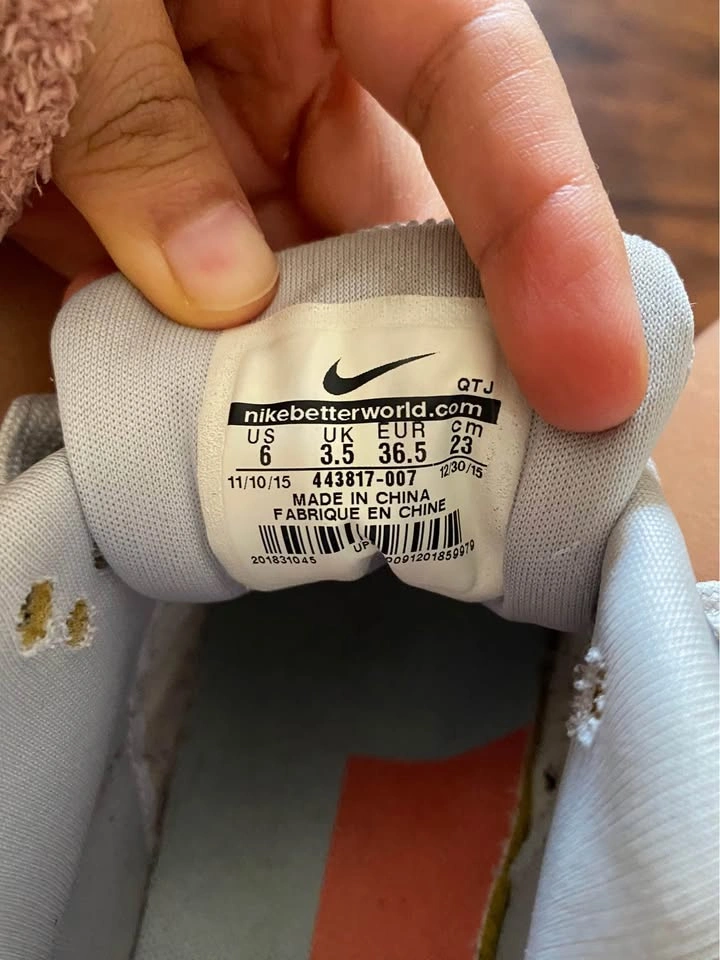 QTJ
nikebetterworld.com
US UK EUR cm
6 3.5 36.5 23
11/10/15 443817-007 12/30/15
MADE IN CHINA
FABRIQUE EN CHINE
201831045 UP